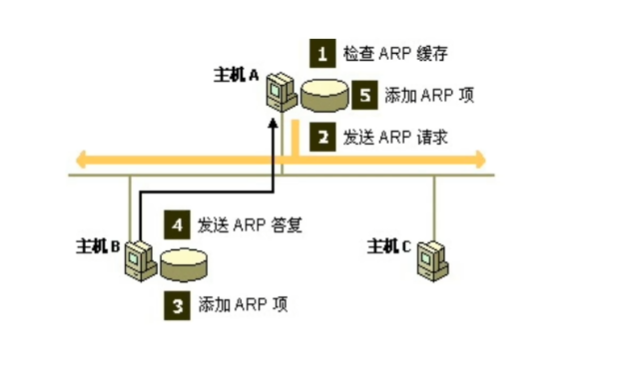 1 检查 ARP 缓存
主机 A
5 添加 ARP 项
2 发送 ARP 请求
4 发送 ARP 答复
主机 B
主机 C
3 添加 ARP 项